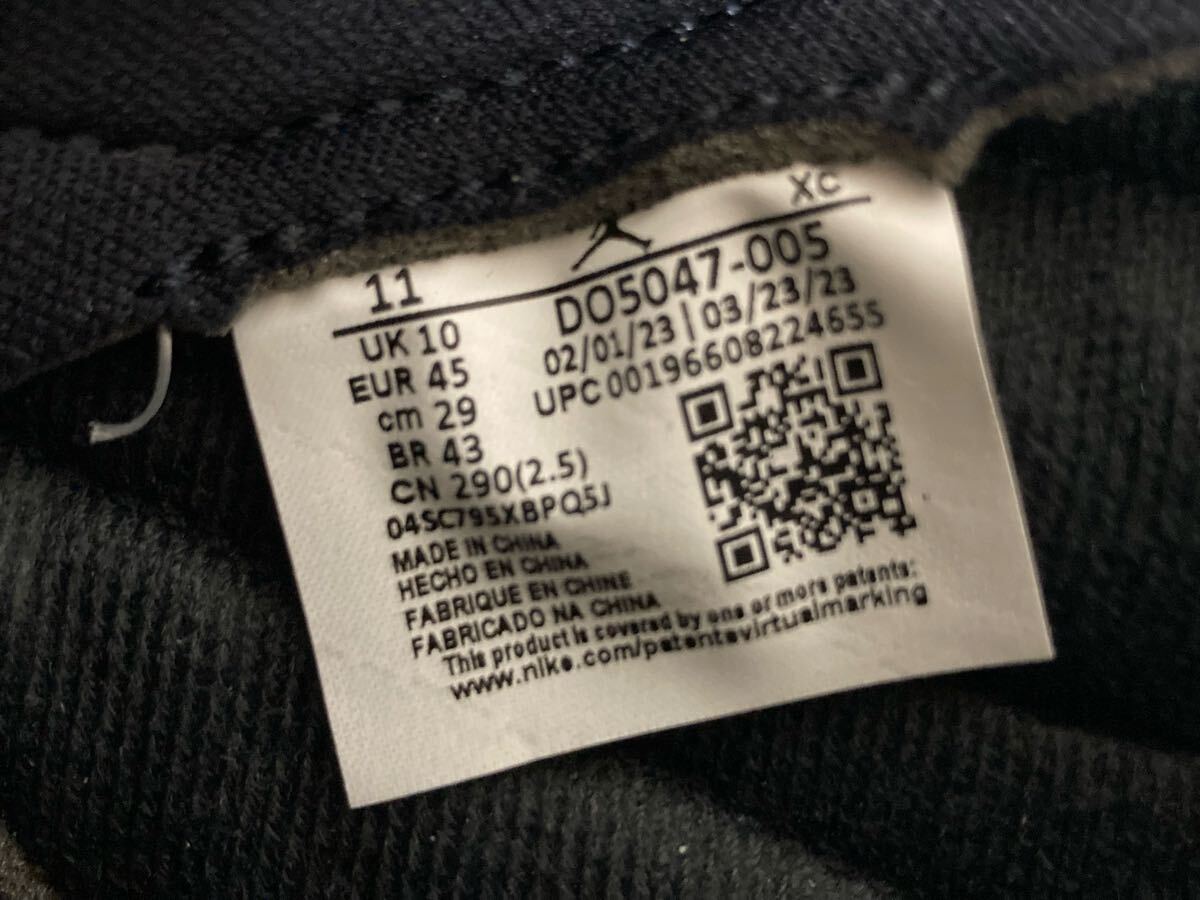 11 XC
UK 10
EUR 45
cm 29
BR 43
CN 290(2.5)
04SC795XBPQ5J
DO5047-005
02/01/23 | 03/23/23
UPC 00196608224655
MADE IN CHINA
HECHO EN CHINA
FABRIQUE EN CHINE
FABRICADO NA CHINA
This product is covered by one or more patents:
www.nike.com/patentsvirtualmarking